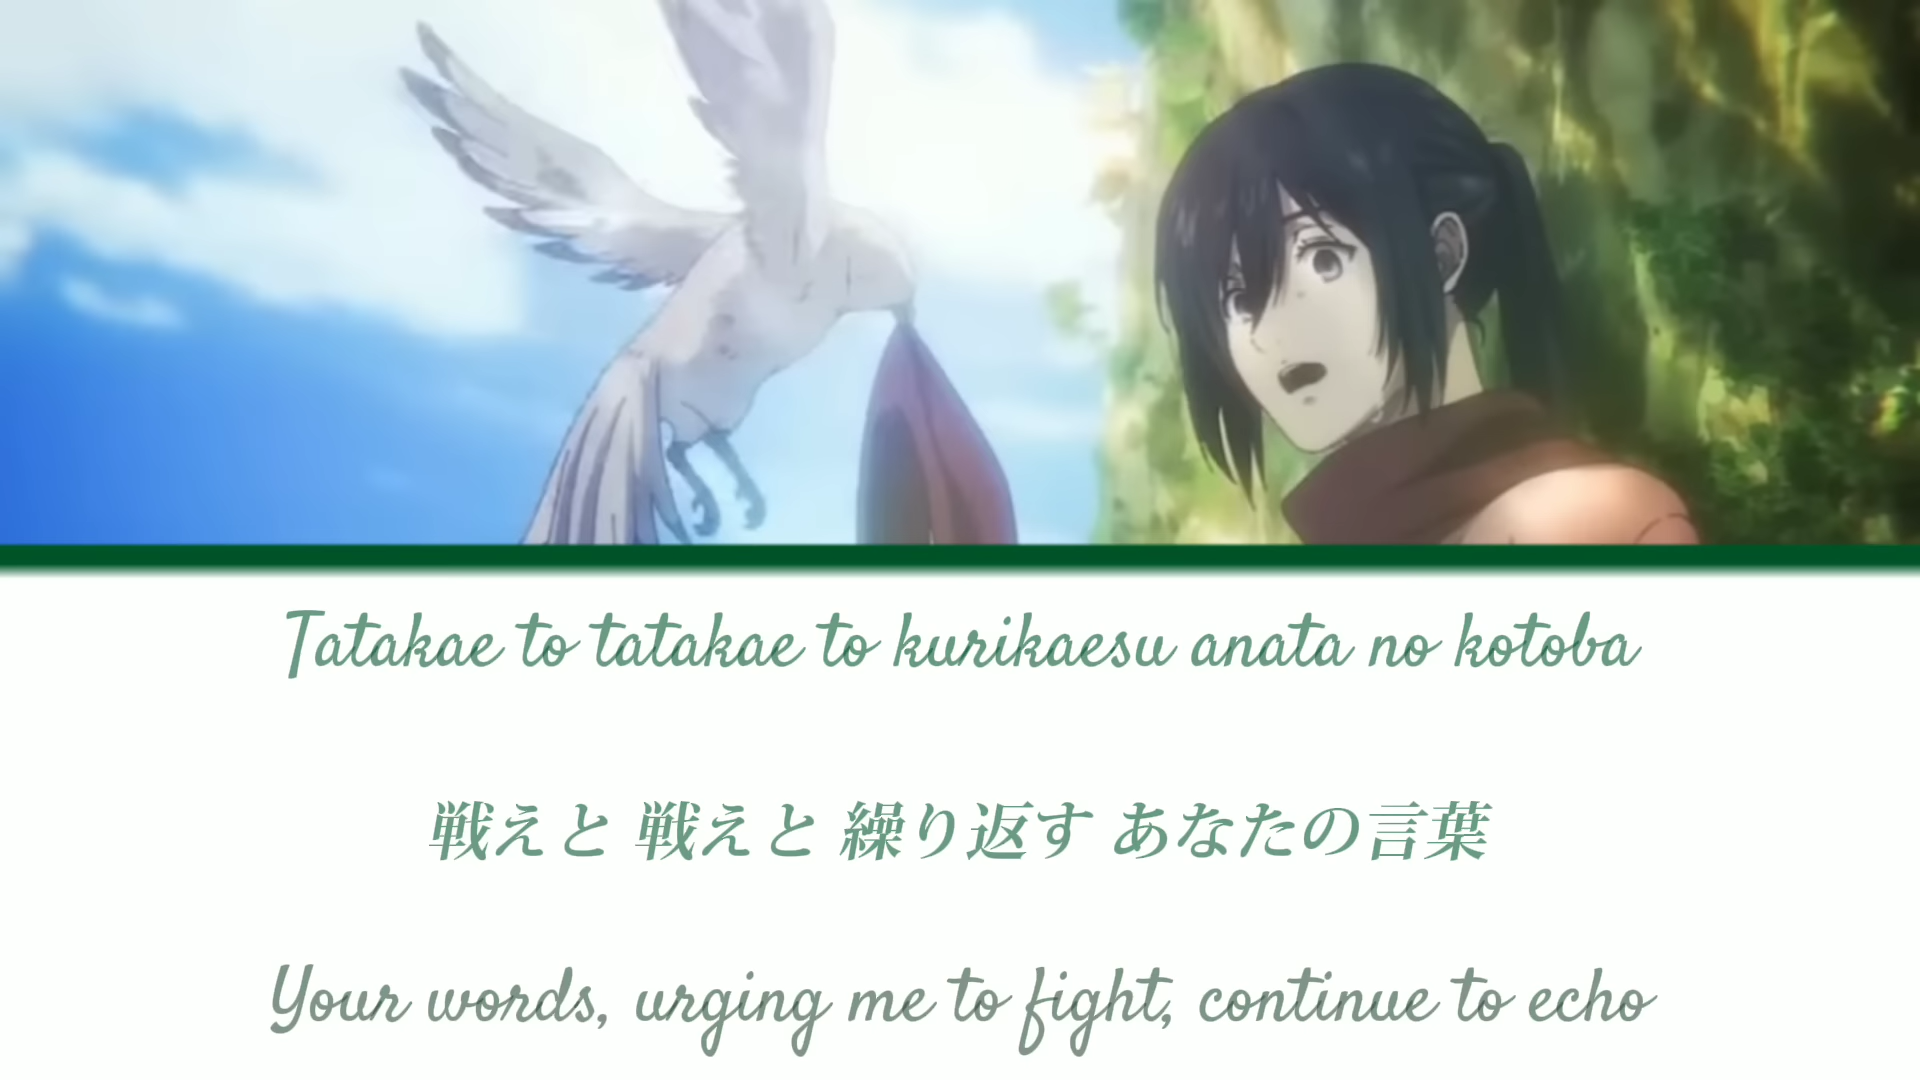 Tatakae to tatakae to kurikaesu anata no kotoba
戦えと 戦えと 繰り返す あなたの言葉
Your words, urging me to fight, continue to echo